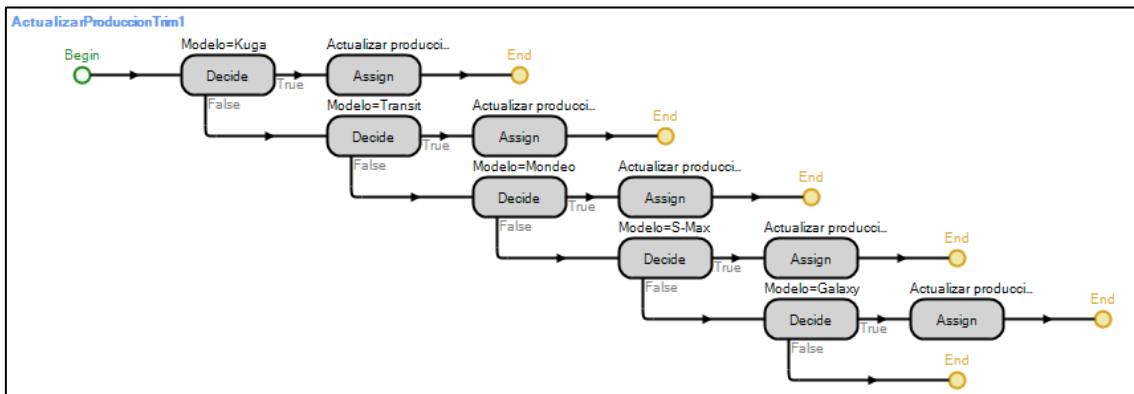 ActualizarProduccionTrim1
Begin
Modelo=Kuga
Decide
True
False
Actualizar producci...
Assign
End
Modelo=Transit
Decide
True
False
Actualizar producci...
Assign
End
Modelo=Mondeo
Decide
True
False
Actualizar producci...
Assign
End
Modelo=S-Max
Decide
True
False
Actualizar producci...
Assign
End
Modelo=Galaxy
Decide
True
False
Actualizar producci...
Assign
End
End